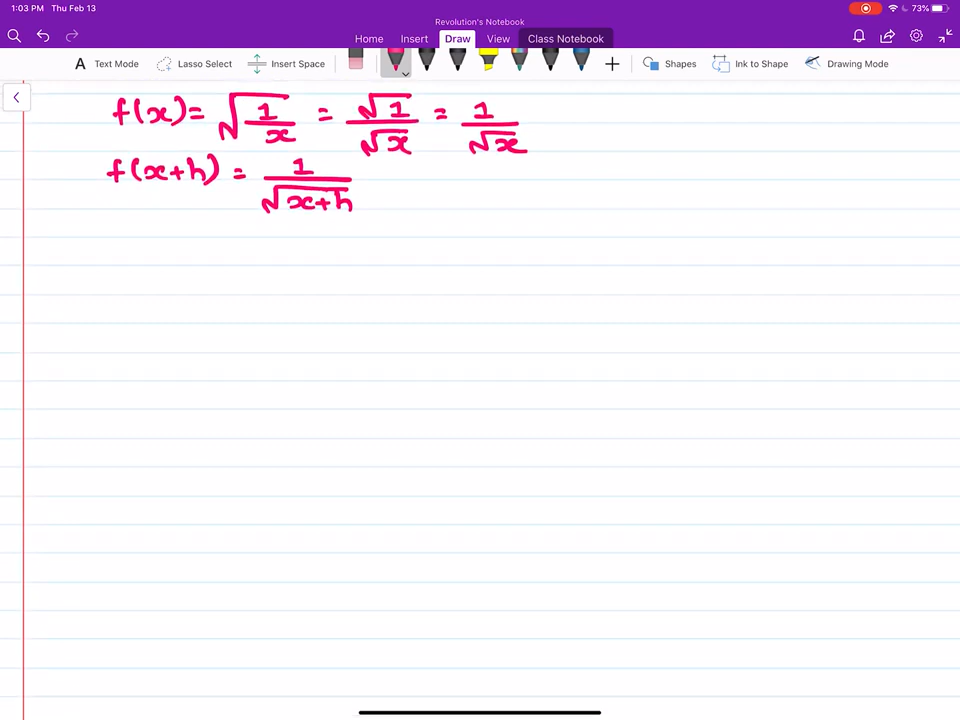 1:03 PM Thu Feb 13
73%
Revolution's Notebook
Home Insert Draw View Class Notebook
A Text Mode Lasso Select Insert Space Shapes Ink to Shape Drawing Mode
f(x) = √(1/x) = √1/√x = 1/√x
f(x+h) = 1/√(x+h)